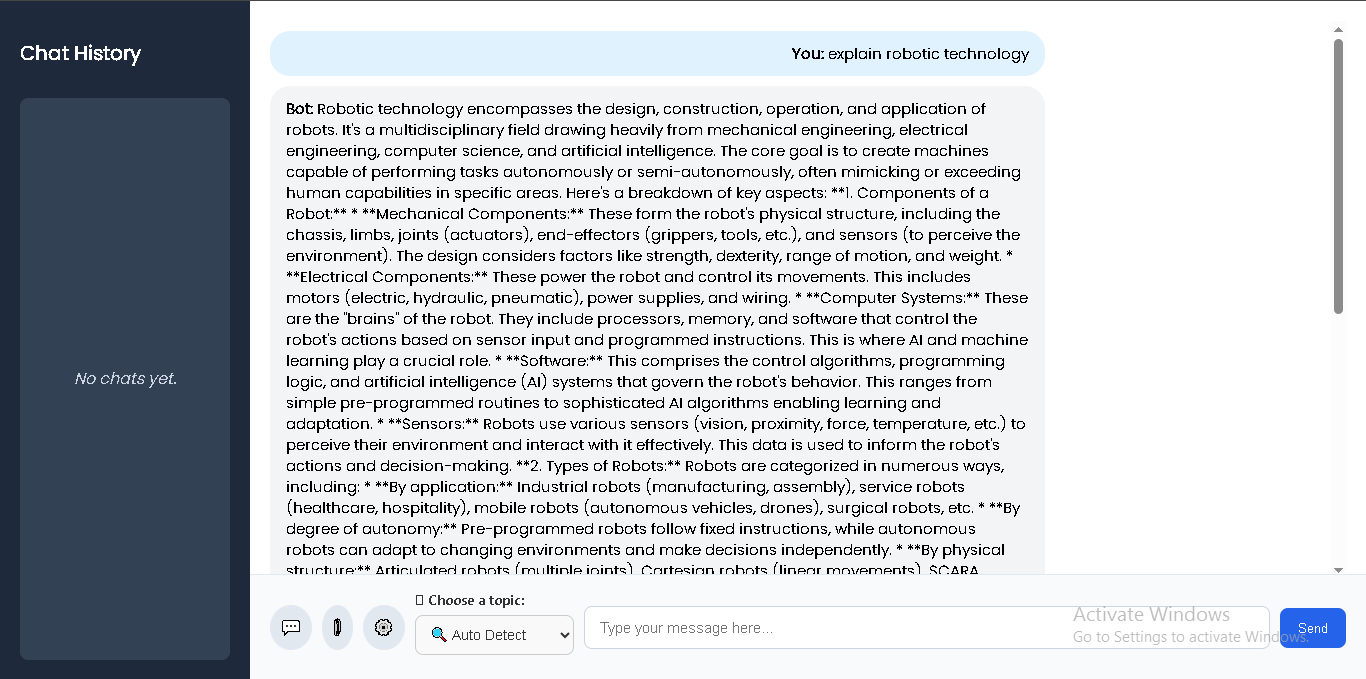 Chat History
No chats yet.
You: explain robotic technology
Bot: Robotic technology encompasses the design, construction, operation, and application of
robots. It's a multidisciplinary field drawing heavily from mechanical engineering, electrical
engineering, computer science, and artificial intelligence. The core goal is to create machines
capable of performing tasks autonomously or semi-autonomously, often mimicking or exceeding
human capabilities in specific areas. Here's a breakdown of key aspects: **1. Components of a
Robot:** * **Mechanical Components:** These form the robot's physical structure, including the
chassis, limbs, joints (actuators), end-effectors (grippers, tools, etc.), and sensors (to perceive the
environment). The design considers factors like strength, dexterity, range of motion, and weight. *
**Electrical Components:** These power the robot and control its movements. This includes
motors (electric, hydraulic, pneumatic), power supplies, and wiring. * **Computer Systems:** These
are the "brains" of the robot. They include processors, memory, and software that control the
robot's actions based on sensor input and programmed instructions. This is where AI and machine
learning play a crucial role. * **Software:** This comprises the control algorithms, programming
logic, and artificial intelligence (AI) systems that govern the robot's behavior. This ranges from
simple pre-programmed routines to sophisticated AI algorithms enabling learning and
adaptation. * **Sensors:** Robots use various sensors (vision, proximity, force, temperature, etc.) to
perceive their environment and interact with it effectively. This data is used to inform the robot's
actions and decision-making. **2. Types of Robots:** Robots are categorized in numerous ways,
including: * **By application:** Industrial robots (manufacturing, assembly), service robots
(healthcare, hospitality), mobile robots (autonomous vehicles, drones), surgical robots, etc. * **By
degree of autonomy:** Pre-programmed robots follow fixed instructions, while autonomous
robots can adapt to changing environments and make decisions independently. * **By physical
structure:** Articulated robots (multiple joints), Cartesian robots (linear movements), SCARA
Choose a topic:
Auto Detect
Type your message here...
Send
Activate Windows
Go to Settings to activate Windows.